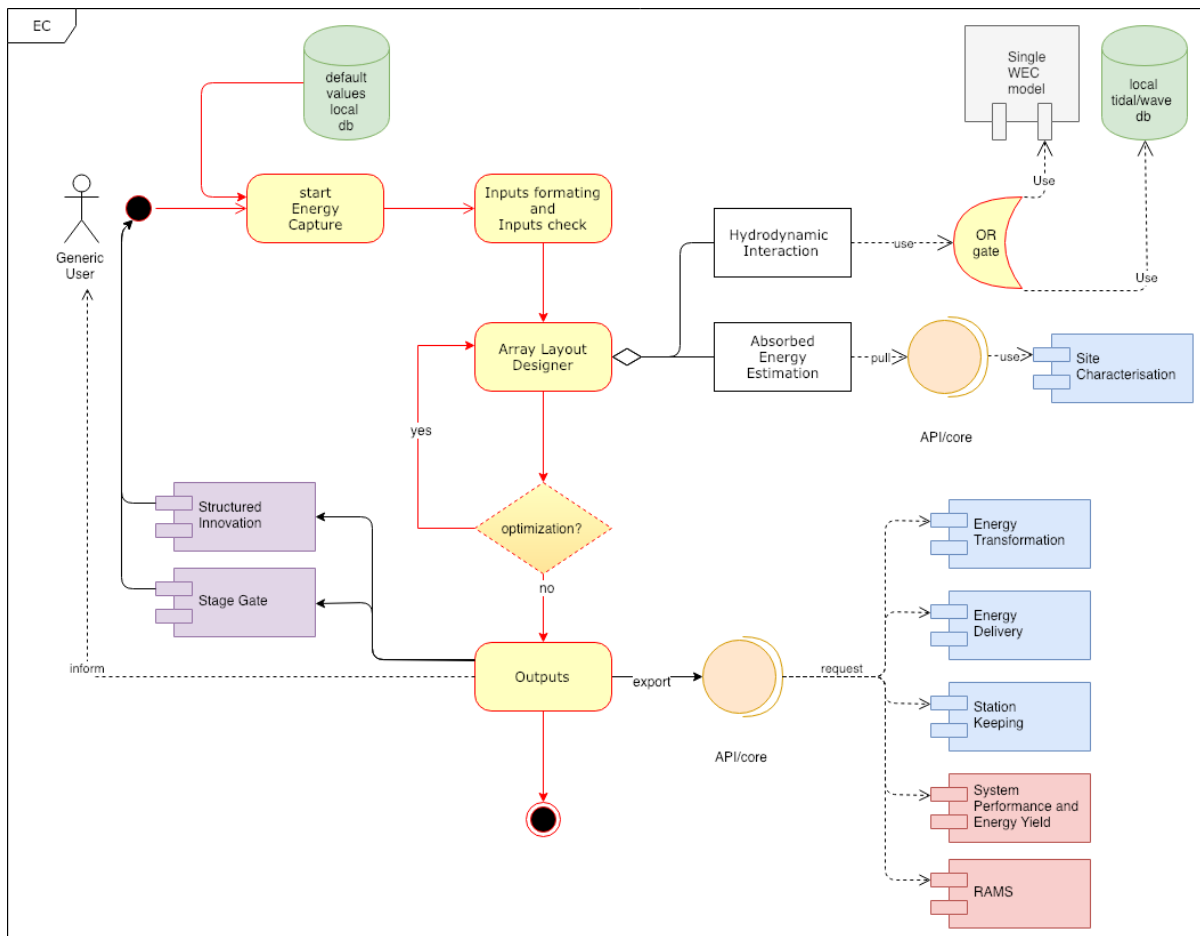 EC
default
values
local
db
Single
WEC
model
local
tidal/wave
db
start
Energy
Capture
Inputs formating
and
Inputs check
Generic
User
Use
Hydrodynamic
Interaction
use
OR
gate
Use
Array Layout
Designer
Absorbed
Energy
Estimation
pull
use
Site
Characterisation
API/core
yes
Structured
Innovation
optimization?
Energy
Transformation
no
Stage Gate
Energy
Delivery
inform
Outputs
export
request
Station
Keeping
API/core
System
Performance and
Energy Yield
RAMS